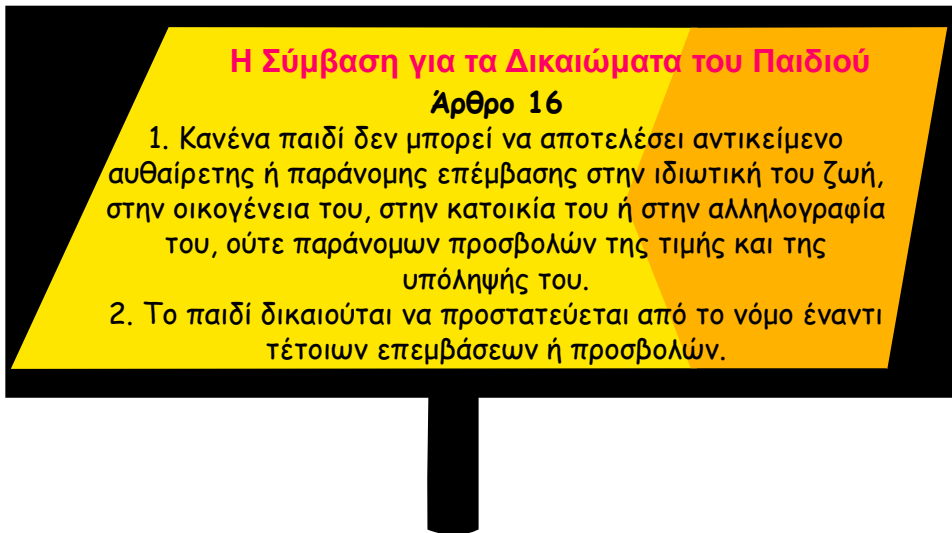 Η Σύμβαση για τα Δικαιώματα του Παιδιού
Άρθρο 16
1. Κανένα παιδί δεν μπορεί να αποτελέσει αντικείμενο
αυθαίρετης ή παράνομης επέμβασης στην ιδιωτική του ζωή,
στην οικογένεια του, στην κατοικία του ή στην αλληλογραφία
του, ούτε παράνομων προσβολών της τιμής και της
υπόληψής του.
2. Το παιδί δικαιούται να προστατεύεται από το νόμο έναντι
τέτοιων επεμβάσεων ή προσβολών.